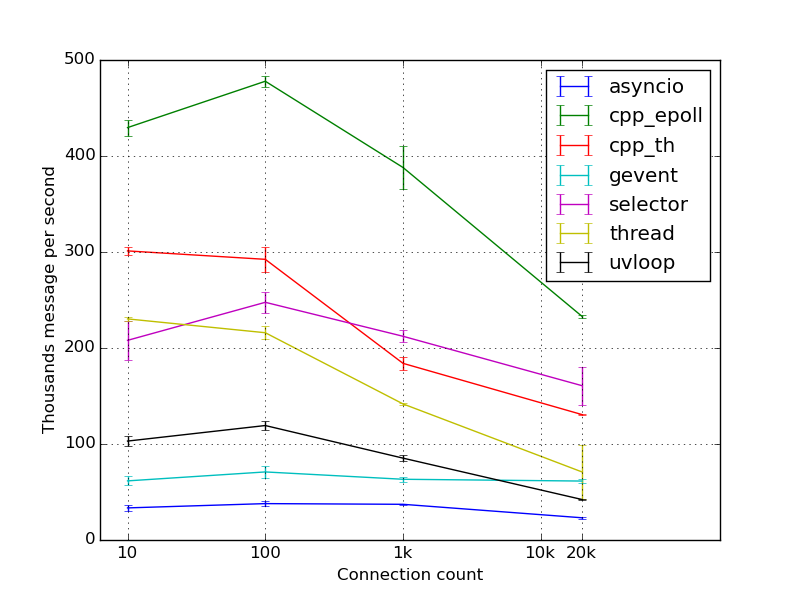 500
400
300
200
100
0
Thousands message per second
10 100 1k 10k 20k
Connection count
asyncio
cpp_epoll
cpp_th
gevent
selector
thread
uvloop